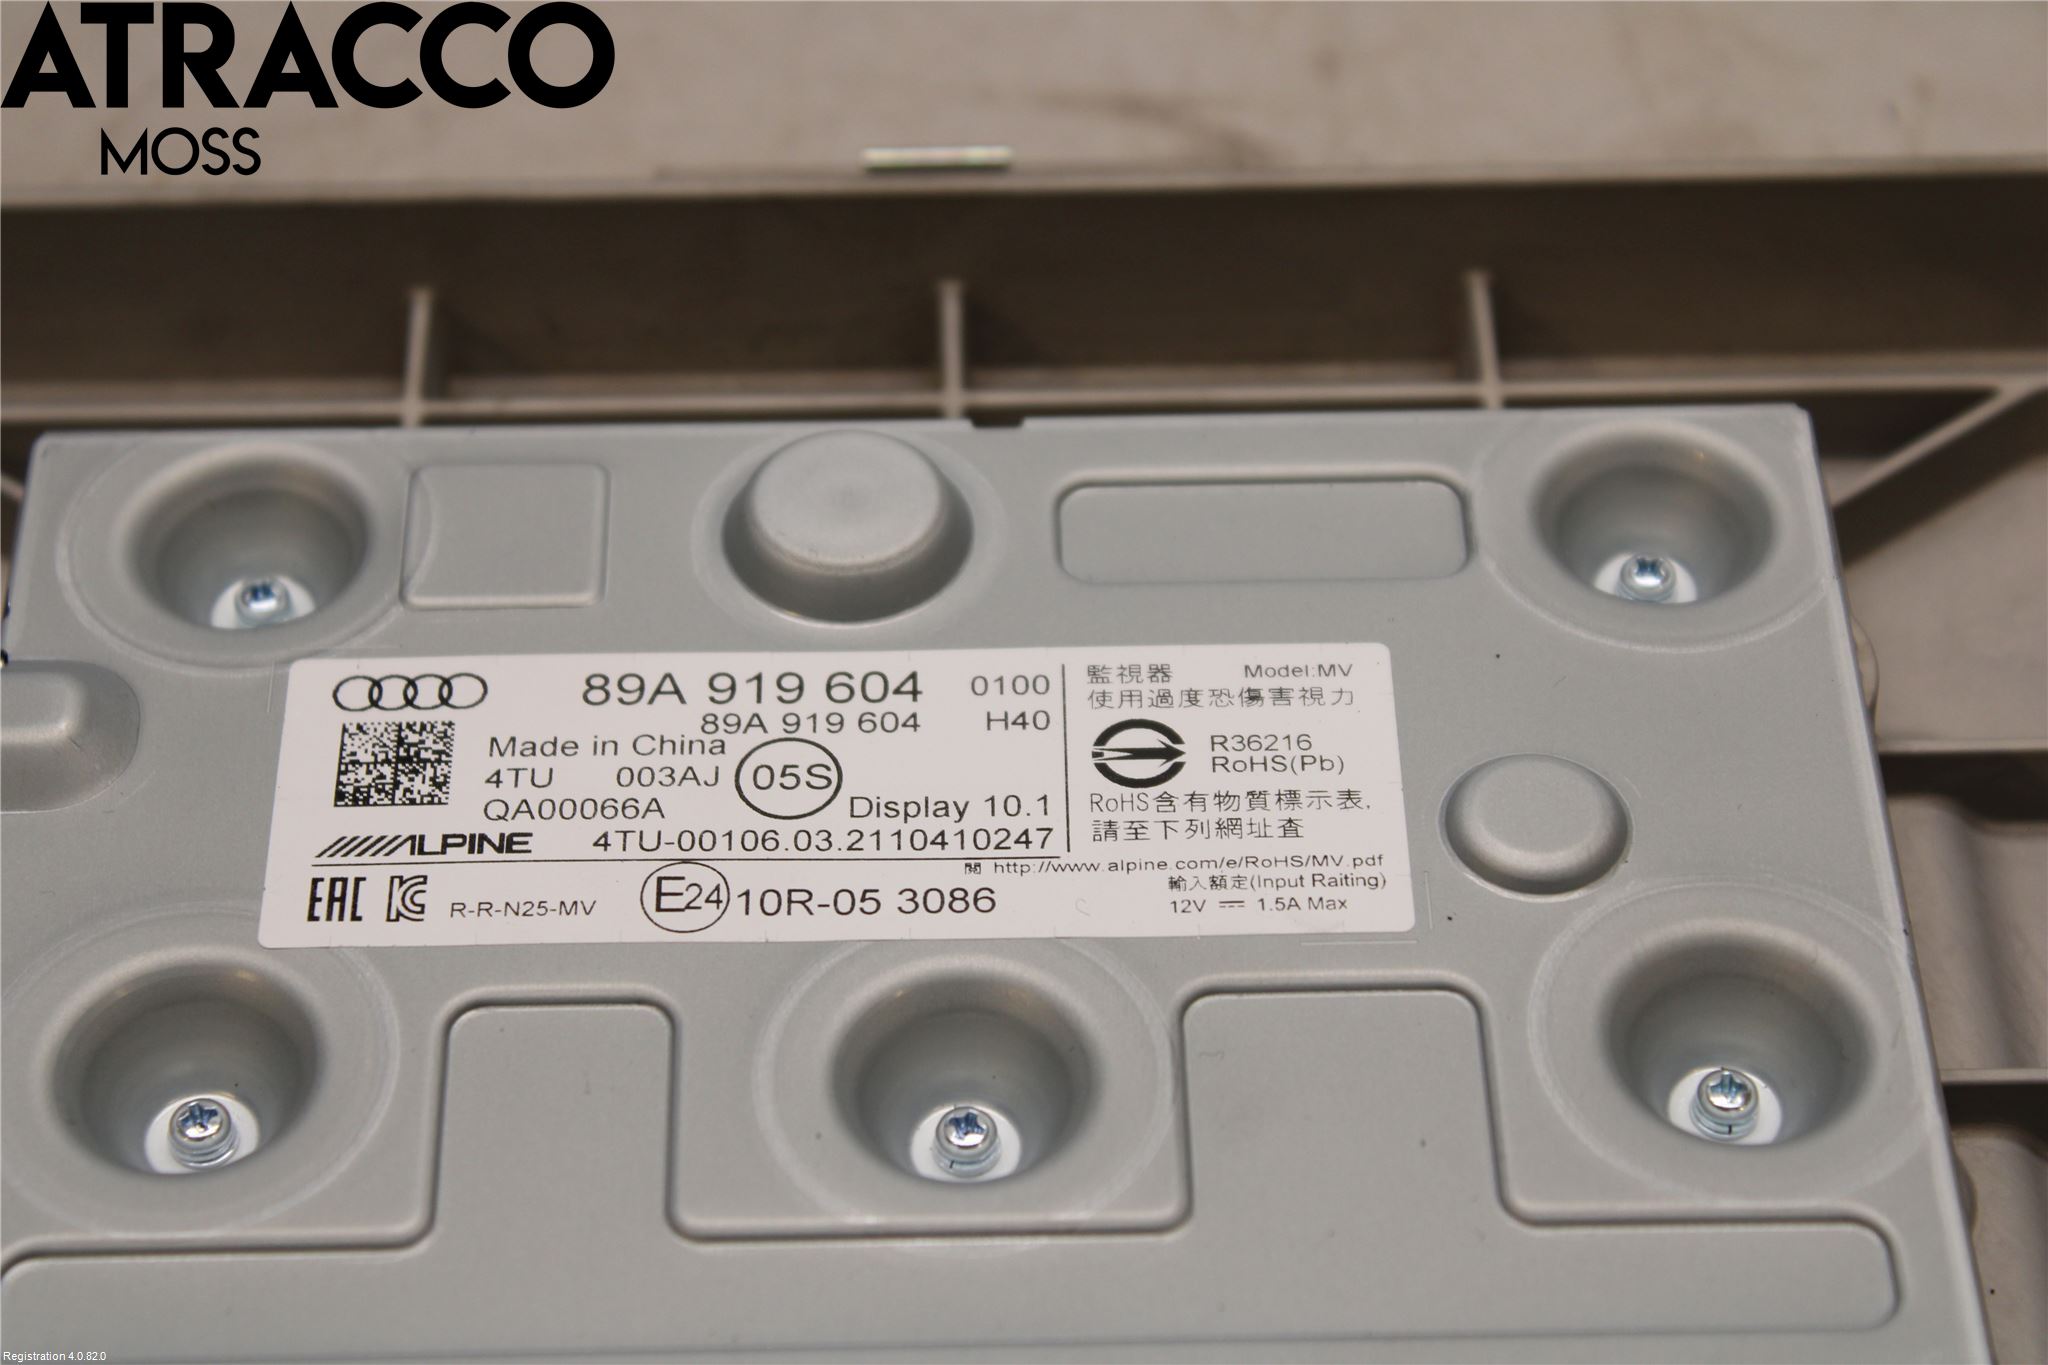 ATRACCO
MOSS
89A 919 604 0100
89A 919 604 H40
Made in China
4TU 003AJ 05S
QA00066A Display 10.1
ALPINE 4TU-00106.03.2110410247
EAC KC R-R-N25-MV E24 10R-05 3086
監視器 Model:MV
使用過度恐傷害視力
R36216
RoHS(Pb)
RoHS含有物質標示表,
請至下列網址查
閱 http://www.alpine.com/e/RoHS/MV.pdf
輸入額定(Input Raiting)
12V ⎓ 1.5A Max
Registration 4.0.82.0